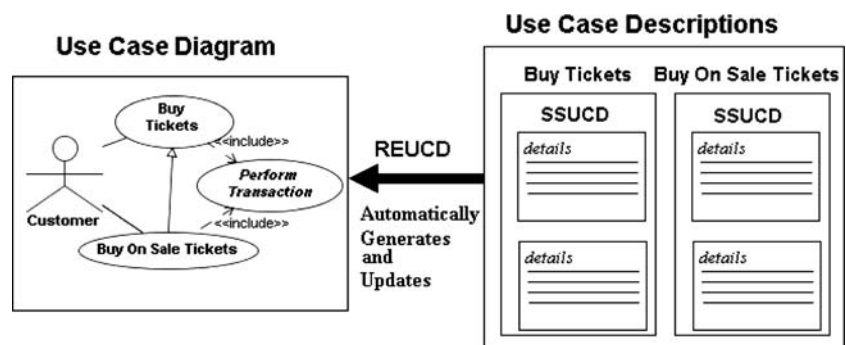 Use Case Diagram
Buy
Tickets
<<include>>
Perform
Transaction
Customer
<<include>>
Buy On Sale Tickets
REUCD
Automatically
Generates and
Updates
Use Case Descriptions
Buy Tickets
SSUCD
details
details
Buy On Sale Tickets
SSUCD
details
details